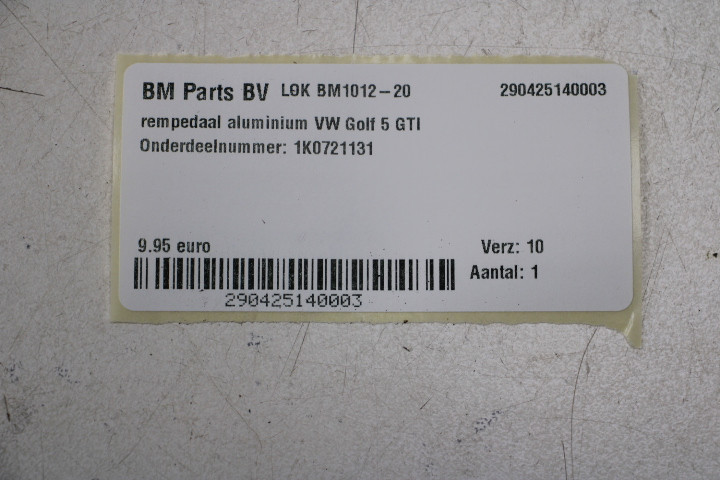 BM Parts BV LOK BM1012-20 290425140003
rempedaal aluminium VW Golf 5 GTI
Onderdeelnummer: 1K0721131
9.95 euro Verz: 10
Aantal: 1
290425140003